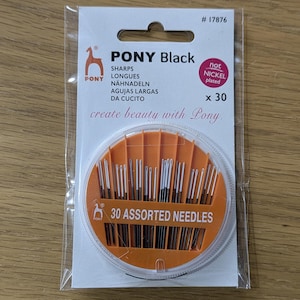 # 17876
PONY
PONY Black
SHARPS
LONGUES
NÄHNADELN
AGUJAS LARGAS
DA CUCITO
not
NICKEL
plated
x 30
create beauty with Pony
30 ASSORTED NEEDLES